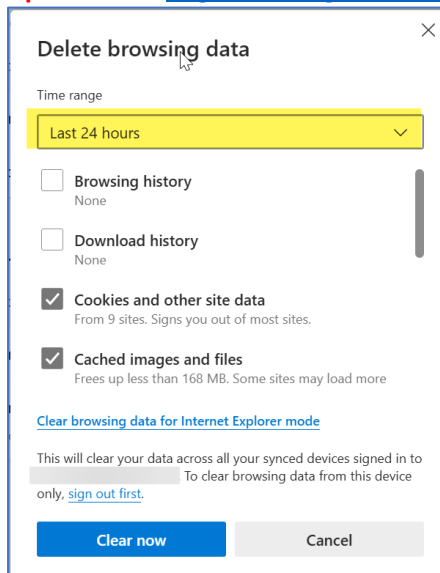 Delete browsing data
Time range
Last 24 hours
Browsing history
None
Download history
None
Cookies and other site data
From 9 sites. Signs you out of most sites.
Cached images and files
Frees up less than 168 MB. Some sites may load more
Clear browsing data for Internet Explorer mode
This will clear your data across all your synced devices signed in to
. To clear browsing data from this device
only, sign out first.
Clear now
Cancel